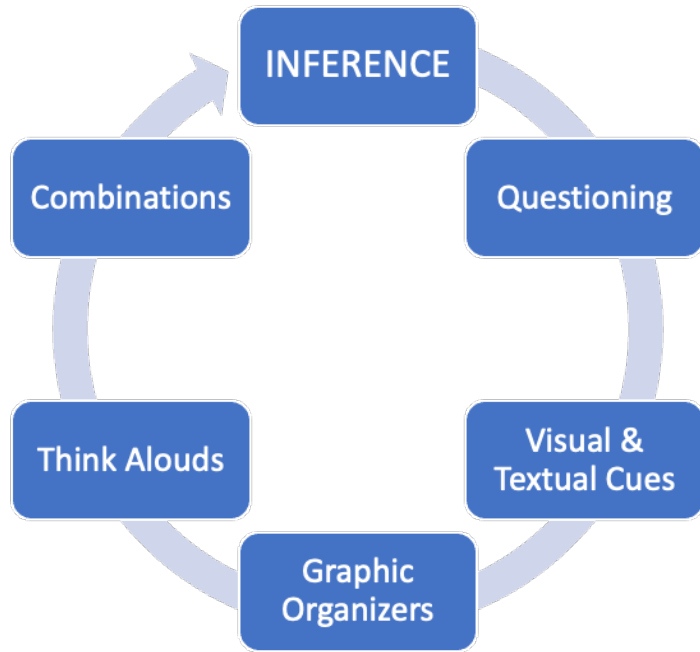 INFERENCE
Questioning
Visual &
Textual Cues
Graphic
Organizers
Think Alouds
Combinations